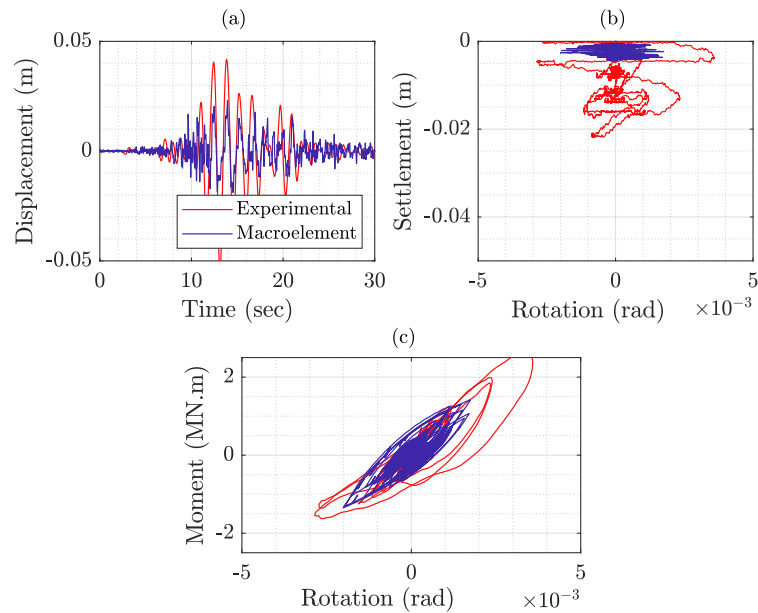 (a)
0.05
0
-0.05
Displacement (m)
Experimental
Macroelement
0
10
20
30
Time (sec)
(b)
0
-0.02
-0.04
Settlement (m)
-5
0
5
Rotation (rad)
×10⁻³
(c)
2
0
-2
Moment (MN.m)
-5
0
5
Rotation (rad)
×10⁻³